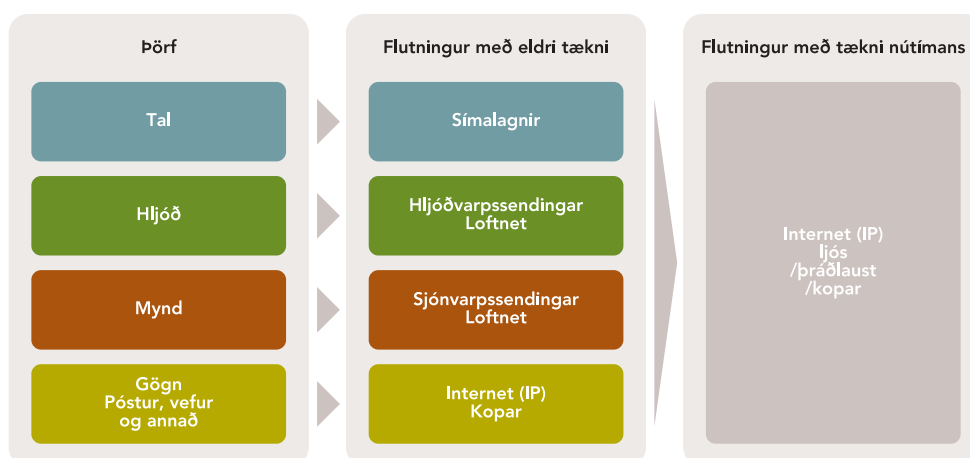 Þörf
Tal
Hljóð
Mynd
Gögn
Póstur, vefur
og annað
Flutningur með eldri tækni
Símalagnir
Hljóðvarpssendingar
Loftnet
Sjónvarpssendingar
Loftnet
Internet (IP)
Kopar
Flutningur með tækni nútímans
Internet (IP)
ljós
/þráðlaust
/kopar